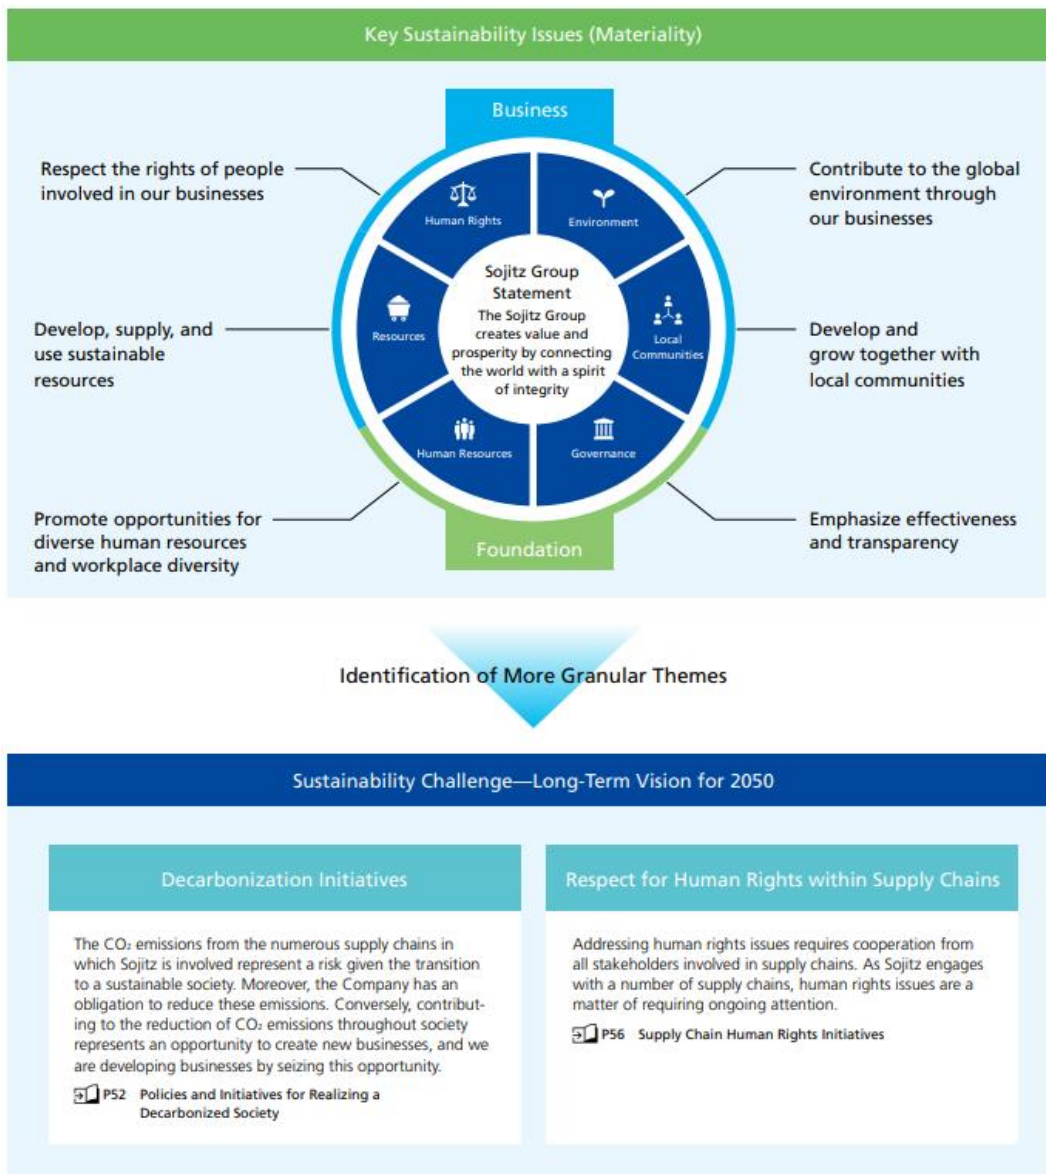 Key Sustainability Issues (Materiality)
Business
Respect the rights of people
involved in our businesses
Contribute to the global
environment through
our businesses
Human Rights
Environment
Develop, supply, and
use sustainable
resources
Resources
Sojitz Group
Statement
The Sojitz Group
creates value and
prosperity by connecting
the world with a spirit
of integrity
Local
Communities
Develop and
grow together with
local communities
Human Resources
Governance
Promote opportunities for
diverse human resources
and workplace diversity
Emphasize effectiveness
and transparency
Foundation
Identification of More Granular Themes
Sustainability Challenge—Long-Term Vision for 2050
Decarbonization Initiatives
The CO₂ emissions from the numerous supply chains in
which Sojitz is involved represent a risk given the transition
to a sustainable society. Moreover, the Company has an
obligation to reduce these emissions. Conversely, contribut-
ing to the reduction of CO₂ emissions throughout society
represents an opportunity to create new businesses, and we
are developing businesses by seizing this opportunity.
P52 Policies and Initiatives for Realizing a
Decarbonized Society
Respect for Human Rights within Supply Chains
Addressing human rights issues requires cooperation from
all stakeholders involved in supply chains. As Sojitz engages
with a number of supply chains, human rights issues are a
matter of requiring ongoing attention.
P56 Supply Chain Human Rights Initiatives